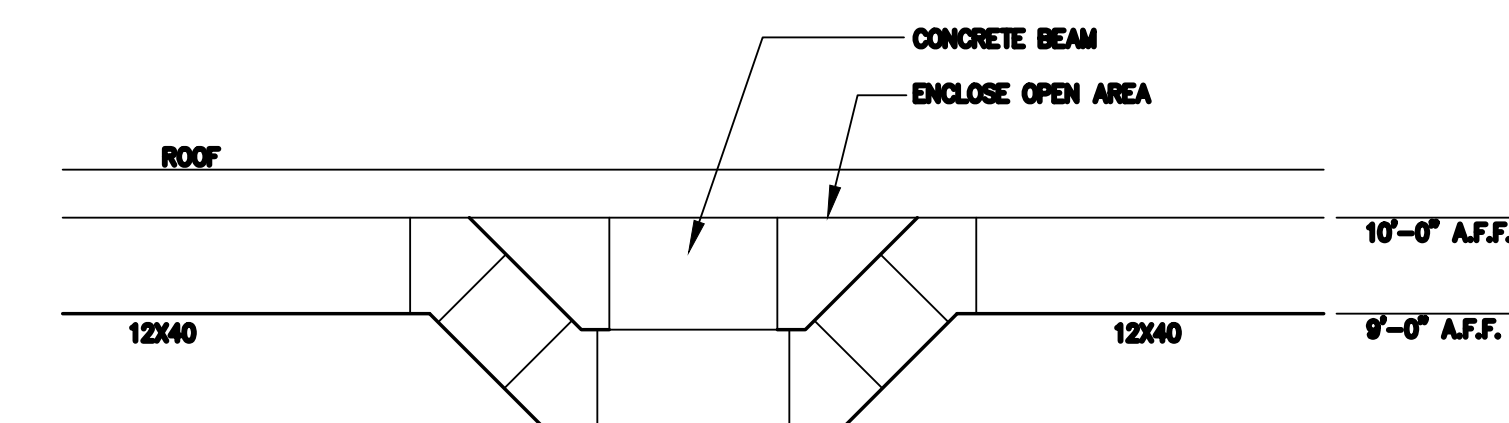 CONCRETE BEAM
ENCLOSE OPEN AREA
ROOF
10'-0" A.F.F.
12X40
12X40
9'-0" A.F.F.